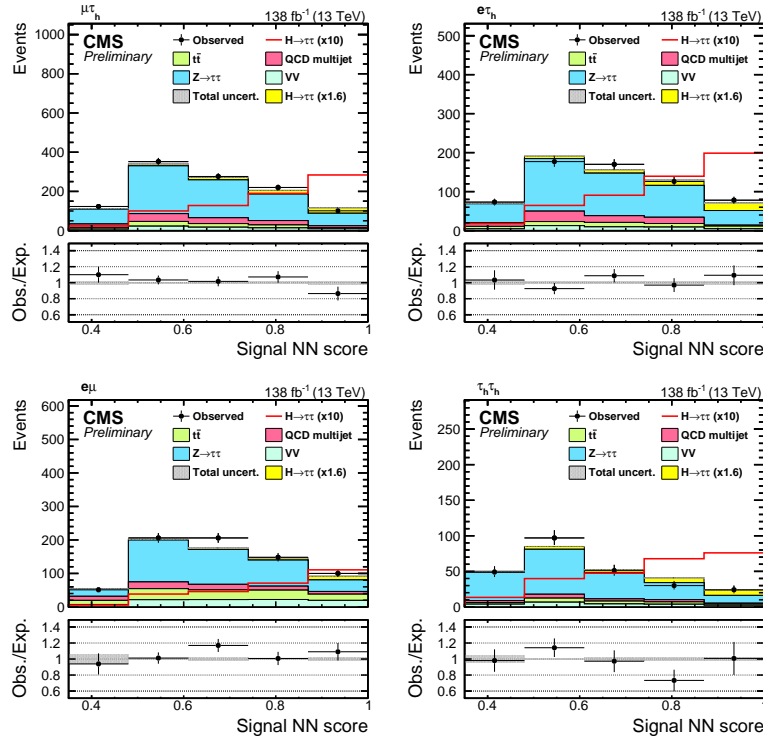 μτh 138 fb-1 (13 TeV)
Events
1000
800
600
400
200
0
CMS
Preliminary
Observed H→ττ (x10)
tt̄ QCD multijet
Z→ττ VV
Total uncert. H→ττ (x1.6)
Obs./Exp.
1.4
1.2
1
0.8
0.6
0.4 0.6 0.8 1
Signal NN score
eτh 138 fb-1 (13 TeV)
Events
500
400
300
200
100
0
CMS
Preliminary
Observed H→ττ (x10)
tt̄ QCD multijet
Z→ττ VV
Total uncert. H→ττ (x1.6)
Obs./Exp.
1.4
1.2
1
0.8
0.6
0.4 0.6 0.8 1
Signal NN score
eμ 138 fb-1 (13 TeV)
Events
600
500
400
300
200
100
0
CMS
Preliminary
Observed H→ττ (x10)
tt̄ QCD multijet
Z→ττ VV
Total uncert. H→ττ (x1.6)
Obs./Exp.
1.4
1.2
1
0.8
0.6
0.4 0.6 0.8 1
Signal NN score
τhτh 138 fb-1 (13 TeV)
Events
250
200
150
100
50
0
CMS
Preliminary
Observed H→ττ (x10)
tt̄ QCD multijet
Z→ττ VV
Total uncert. H→ττ (x1.6)
Obs./Exp.
1.4
1.2
1
0.8
0.6
0.4 0.6 0.8 1
Signal NN score